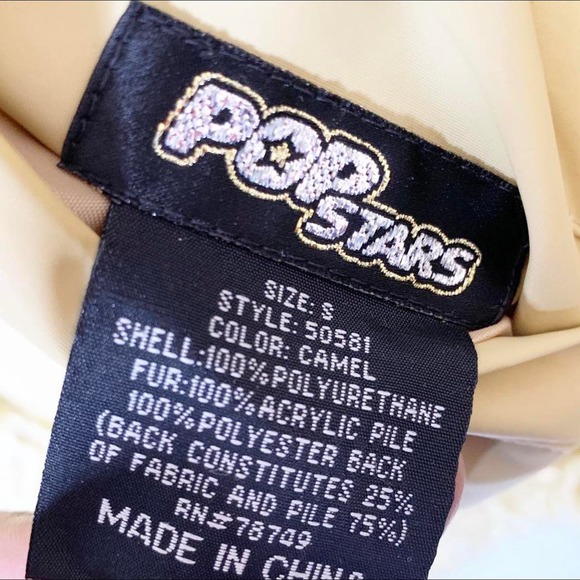 POP
STARS
SIZE: S
STYLE: 50581
COLOR: CAMEL
SHELL:100%POLYURETHANE
FUR:100%ACRYLIC PILE
100%POLYESTER BACK
(BACK CONSTITUTES 25%
OF FABRIC AND PILE 75%)
RN#78749
MADE IN CHINA